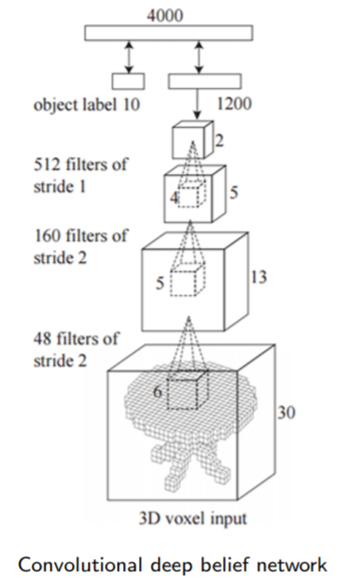 4000
object label 10
1200
2
512 filters of
stride 1
4
5
160 filters of
stride 2
5
13
48 filters of
stride 2
6
30
3D voxel input
Convolutional deep belief network